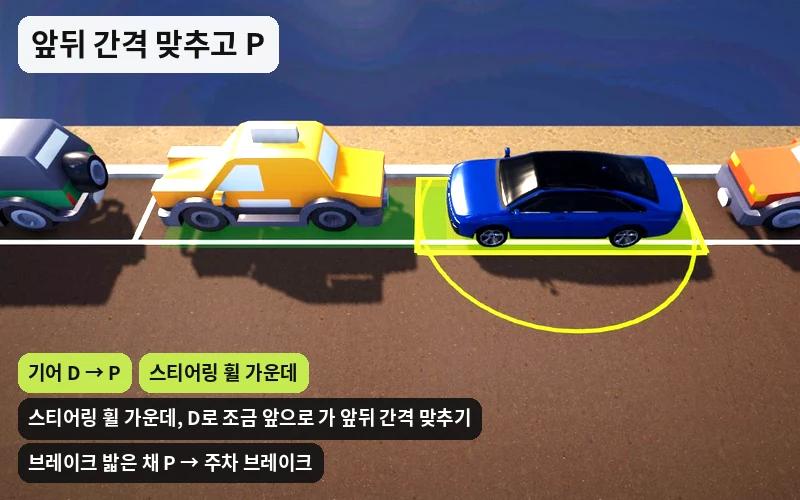 앞뒤 간격 맞추고 P
기어 D → P
스티어링 휠 가운데
스티어링 휠 가운데, D로 조금 앞으로 가 앞뒤 간격 맞추기
브레이크 밟은 채 P → 주차 브레이크